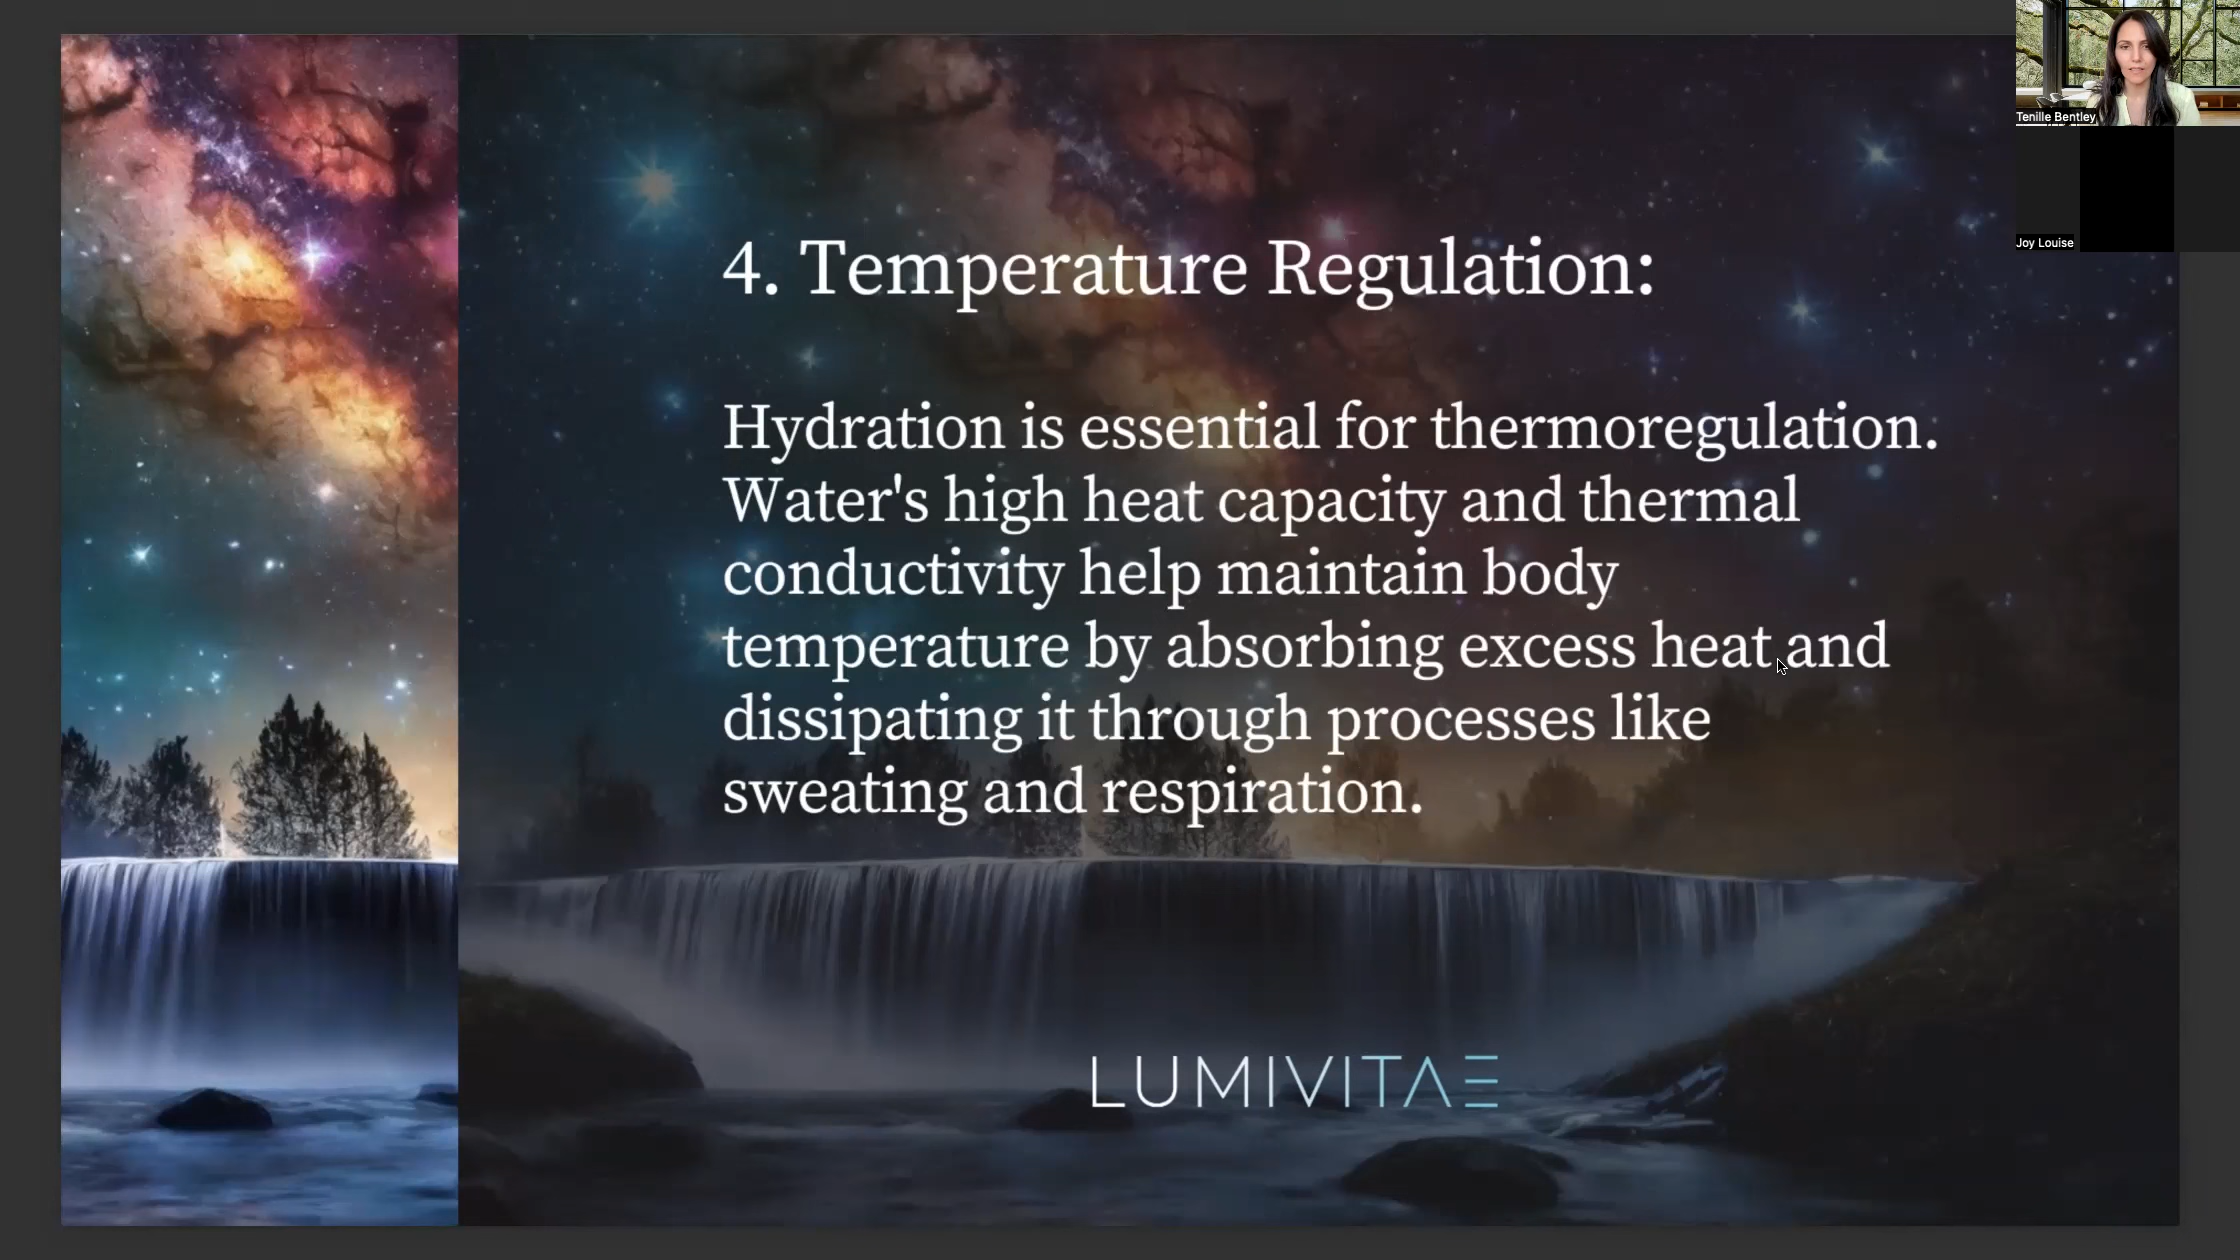 Tenille Bentley
Joy Louise
4. Temperature Regulation:
Hydration is essential for thermoregulation.
Water's high heat capacity and thermal
conductivity help maintain body
temperature by absorbing excess heat and
dissipating it through processes like
sweating and respiration.
LUMIVITAE